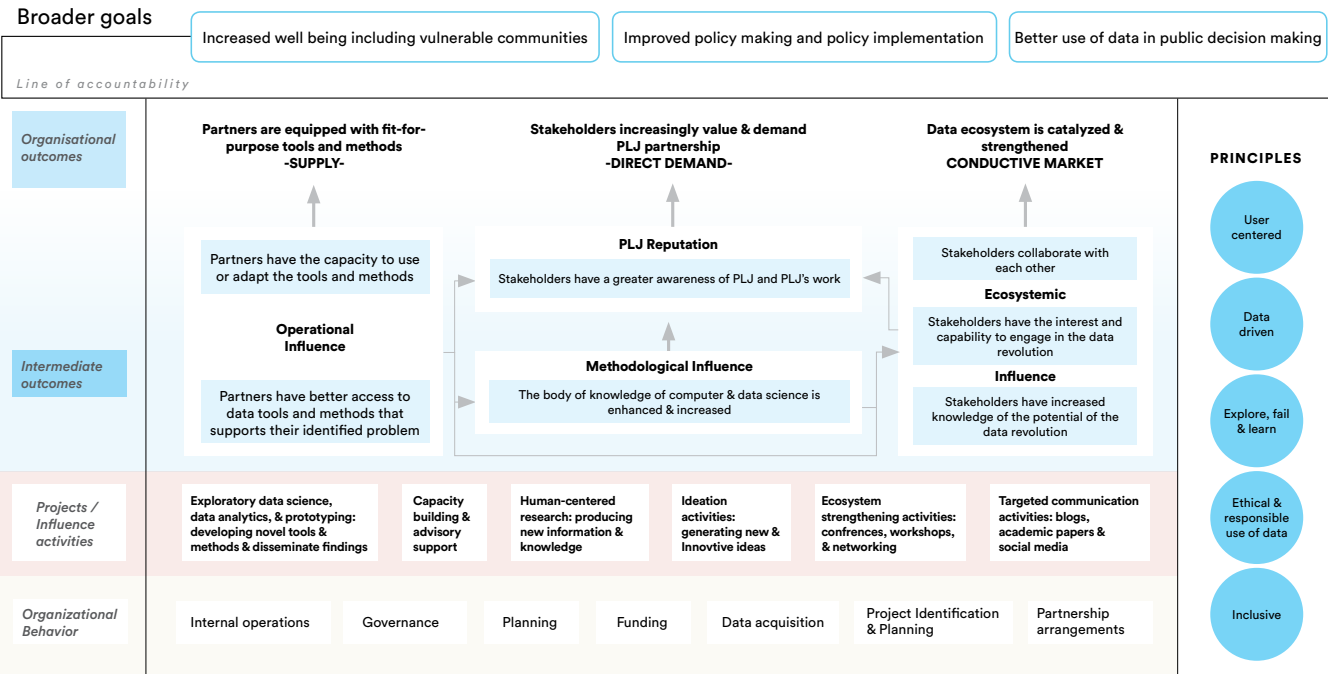 Broader goals
Increased well being including vulnerable communities
Improved policy making and policy implementation
Better use of data in public decision making
Line of accountability
Organisational
outcomes
Partners are equipped with fit-for-
purpose tools and methods
-SUPPLY-
Stakeholders increasingly value & demand
PLJ partnership
-DIRECT DEMAND-
Data ecosystem is catalyzed &
strengthened
CONDUCTIVE MARKET
Intermediate
outcomes
Partners have the capacity to use
or adapt the tools and methods
Operational
Influence
Partners have better access to
data tools and methods that
supports their identified problem
PLJ Reputation
Stakeholders have a greater awareness of PLJ and PLJ’s work
Methodological Influence
The body of knowledge of computer & data science is
enhanced & increased
Stakeholders collaborate with
each other
Ecosystemic
Stakeholders have the interest and
capability to engage in the data
revolution
Influence
Stakeholders have increased
knowledge of the potential of the
data revolution
Projects /
Influence
activities
Exploratory data science,
data analytics, & prototyping:
developing novel tools &
methods & disseminate findings
Capacity
building &
advisory
support
Human-centered
research: producing
new information &
knowledge
Ideation
activities:
generating new &
Innovtive ideas
Ecosystem
strengthening activities:
confrences, workshops,
& networking
Targeted communication
activities: blogs,
academic papers &
social media
Organizational
Behavior
Internal operations
Governance
Planning
Funding
Data acquisition
Project Identification
& Planning
Partnership
arrangements
PRINCIPLES
User
centered
Data
driven
Explore, fail
& learn
Ethical &
responsible
use of data
Inclusive